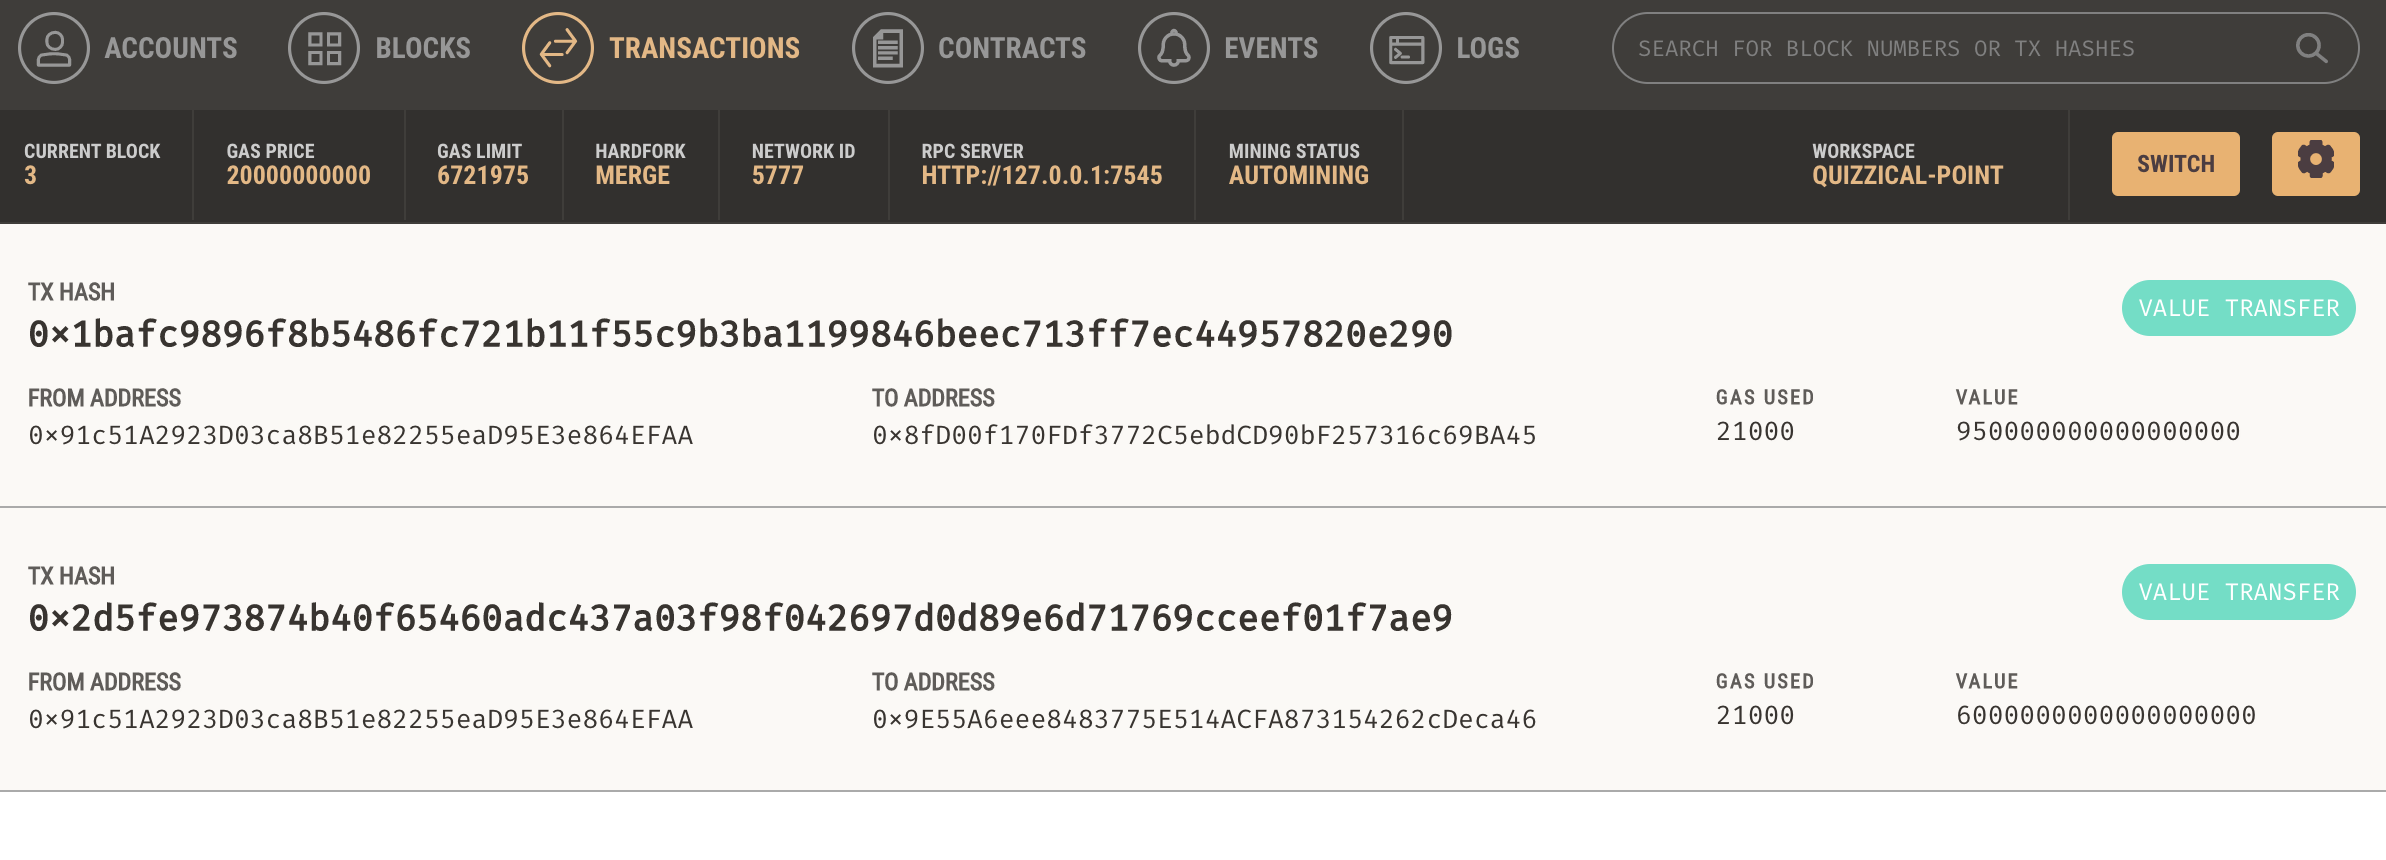 ACCOUNTS BLOCKS TRANSACTIONS CONTRACTS EVENTS LOGS SEARCH FOR BLOCK NUMBERS OR TX HASHES
CURRENT BLOCK GAS PRICE GAS LIMIT HARDFORK NETWORK ID RPC SERVER MINING STATUS WORKSPACE
3 20000000000 6721975 MERGE 5777 HTTP://127.0.0.1:7545 AUTOMINING QUIZZICAL-POINT SWITCH
TX HASH
0×1bafc9896f8b5486fc721b11f55c9b3ba1199846beec713ff7ec44957820e290
VALUE TRANSFER
FROM ADDRESS TO ADDRESS GAS USED VALUE
0×91c51A2923D03ca8B51e82255eaD95E3e864EFAA 0×8fD00f170FDf3772C5ebdCD90bF257316c69BA45 21000 950000000000000000
TX HASH
0×2d5fe973874b40f65460adc437a03f98f042697d0d89e6d71769cceef01f7ae9
VALUE TRANSFER
FROM ADDRESS TO ADDRESS GAS USED VALUE
0×91c51A2923D03ca8B51e82255eaD95E3e864EFAA 0×9E55A6eee8483775E514ACFA873154262cDeca46 21000 6000000000000000000